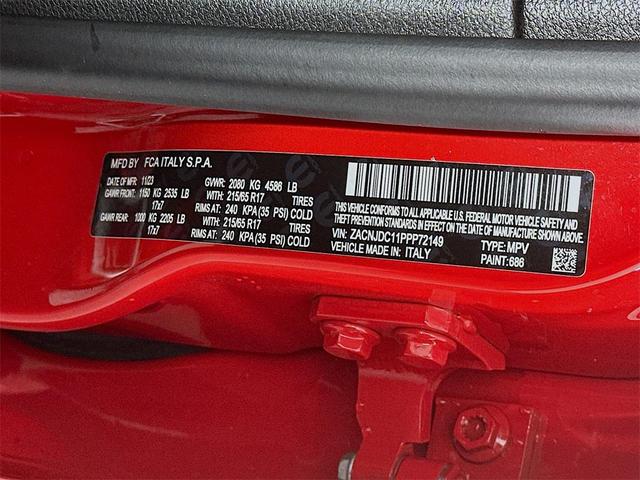 MFD BY FCA ITALY S.P.A.
DATE OF MFD: 11/23 GVWR: 2080 KG 4586 LB
GAWR FRONT: 1150 KG 2535 LB WITH: 215/65 R17 TIRES
17x7 RIMS AT: 240 KPA(35 PSI) COLD
GAWR REAR: 1000 KG 2205 LB WITH: 215/65 R17 TIRES
17x7 RIMS AT: 240 KPA(35 PSI) COLD
THIS VEHICLE CONFORMS TO ALL APPLICABLE U.S. FEDERAL MOTOR VEHICLE SAFETY, BUMPER, AND
THEFT PREVENTION STANDARDS IN EFFECT ON THE DATE OF MANUFACTURE SHOWN ABOVE.
VIN: ZACNJDC11PPP72149 TYPE: MPV
VEHICLE MADE IN: ITALY PAINT: 686